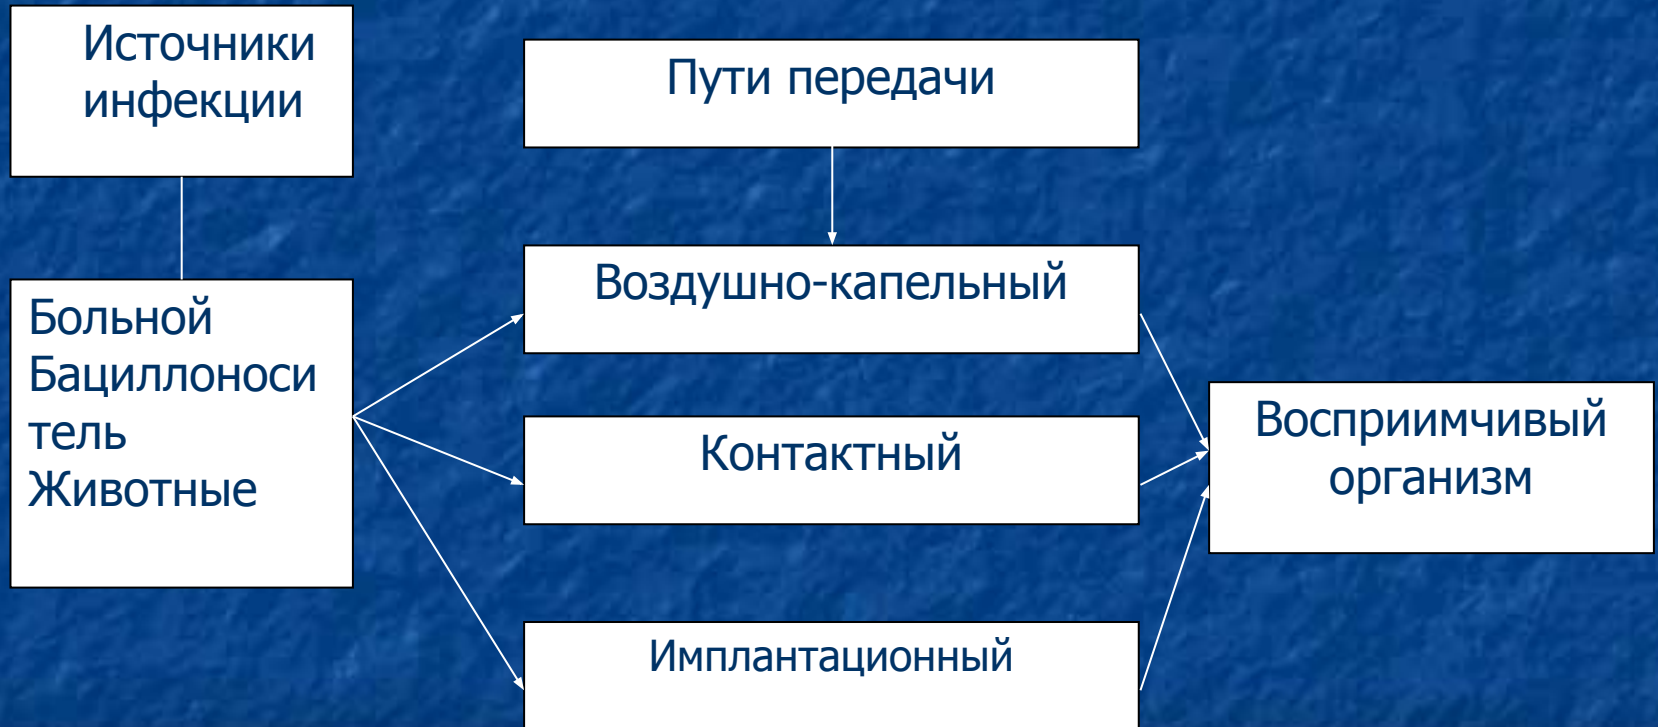 Источники
инфекции
Пути передачи
Больной
Бациллоноси
тель
Животные
Воздушно-капельный
Контактный
Имплантационный
Восприимчивый
организм